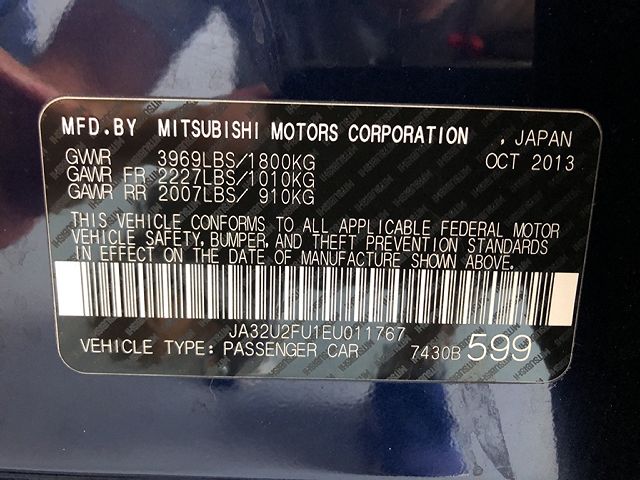 MFD.BY MITSUBISHI MOTORS CORPORATION , JAPAN
GVWR 3969LBS/1800KG OCT 2013
GAWR FR 2227LBS/1010KG
GAWR RR 2007LBS/ 910KG
THIS VEHICLE CONFORMS TO ALL APPLICABLE FEDERAL MOTOR
VEHICLE SAFETY, BUMPER, AND THEFT PREVENTION STANDARDS
IN EFFECT ON THE DATE OF MANUFACTURE SHOWN ABOVE.
JA32U2FU1EU011767
VEHICLE TYPE: PASSENGER CAR 7430B 599